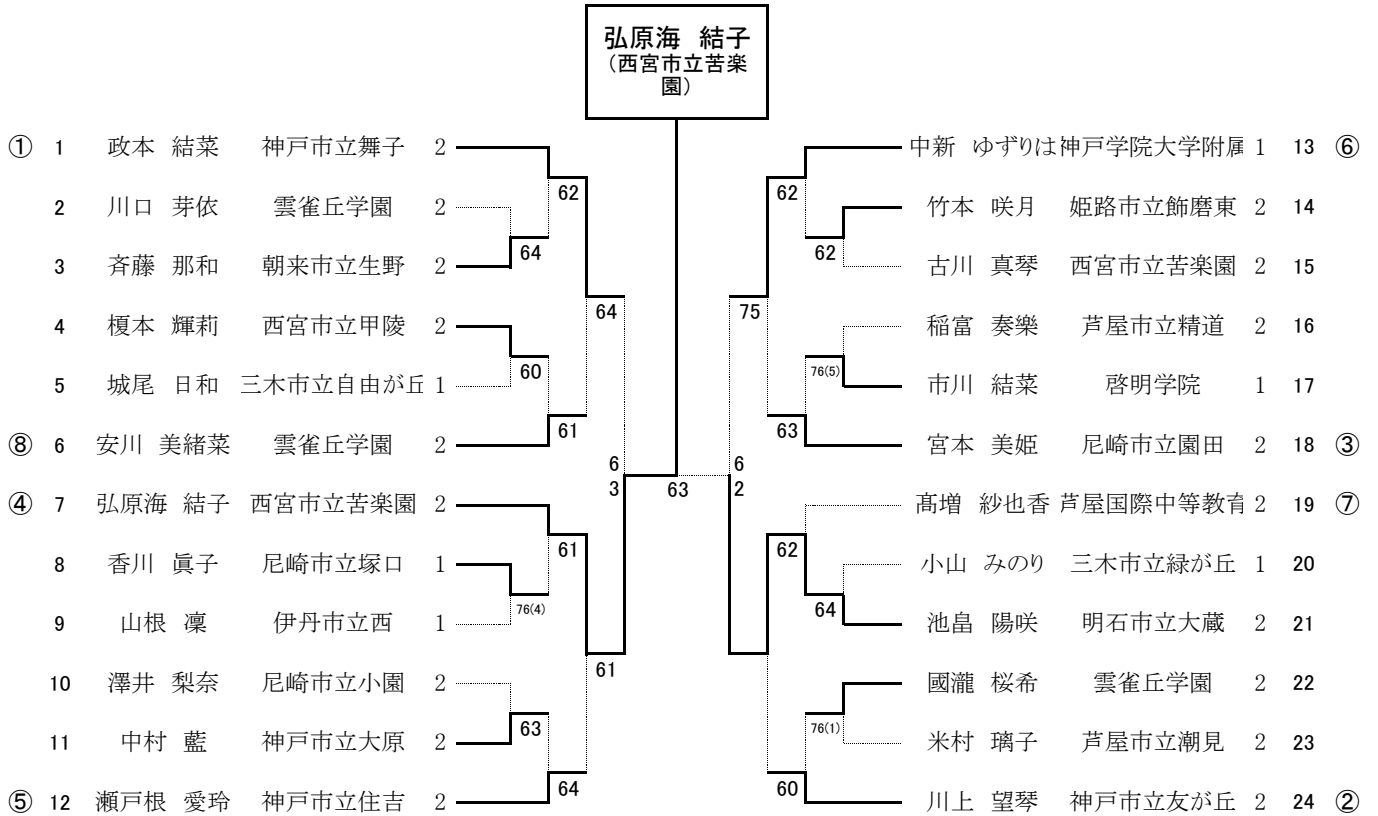 弘原海 結子
（西宮市立苦楽
園）
① 1 政本 結菜 神戸市立舞子 2
62
2 川口 芽依 雲雀丘学園 2
64
3 斉藤 那和 朝来市立生野 2
64
4 榎本 輝莉 西宮市立甲陵 2
60
5 城尾 日和 三木市立自由が丘 1
61
⑧ 6 安川 美緒菜 雲雀丘学園 2
6
3
④ 7 弘原海 結子 西宮市立苦楽園 2
61
8 香川 眞子 尼崎市立塚口 1
76(4)
9 山根 凜 伊丹市立西 1
61
10 澤井 梨奈 尼崎市立小園 2
63
11 中村 藍 神戸市立大原 2
64
⑤ 12 瀬戸根 愛玲 神戸市立住吉 2
63
中新 ゆずりは 神戸学院大学附属 1 13 ⑥
62
竹本 咲月 姫路市立飾磨東 2 14
62
古川 真琴 西宮市立苦楽園 2 15
75
稲富 奏樂 芦屋市立精道 2 16
76(5)
市川 結菜 啓明学院 1 17
63
宮本 美姫 尼崎市立園田 2 18 ③
6
2
髙増 紗也香 芦屋国際中等教育 2 19 ⑦
62
小山 みのり 三木市立緑が丘 1 20
64
池畠 陽咲 明石市立大蔵 2 21
國瀧 桜希 雲雀丘学園 2 22
76(1)
米村 璃子 芦屋市立潮見 2 23
60
川上 望琴 神戸市立友が丘 2 24 ②